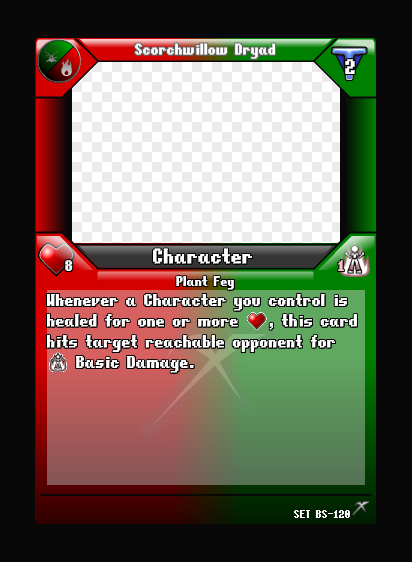 Scorchwillow Dryad
2
Character
8
1
Plant Fey
Whenever a Character you control is
healed for one or more , this card
hits target reachable opponent for
Basic Damage.
SET BS-120